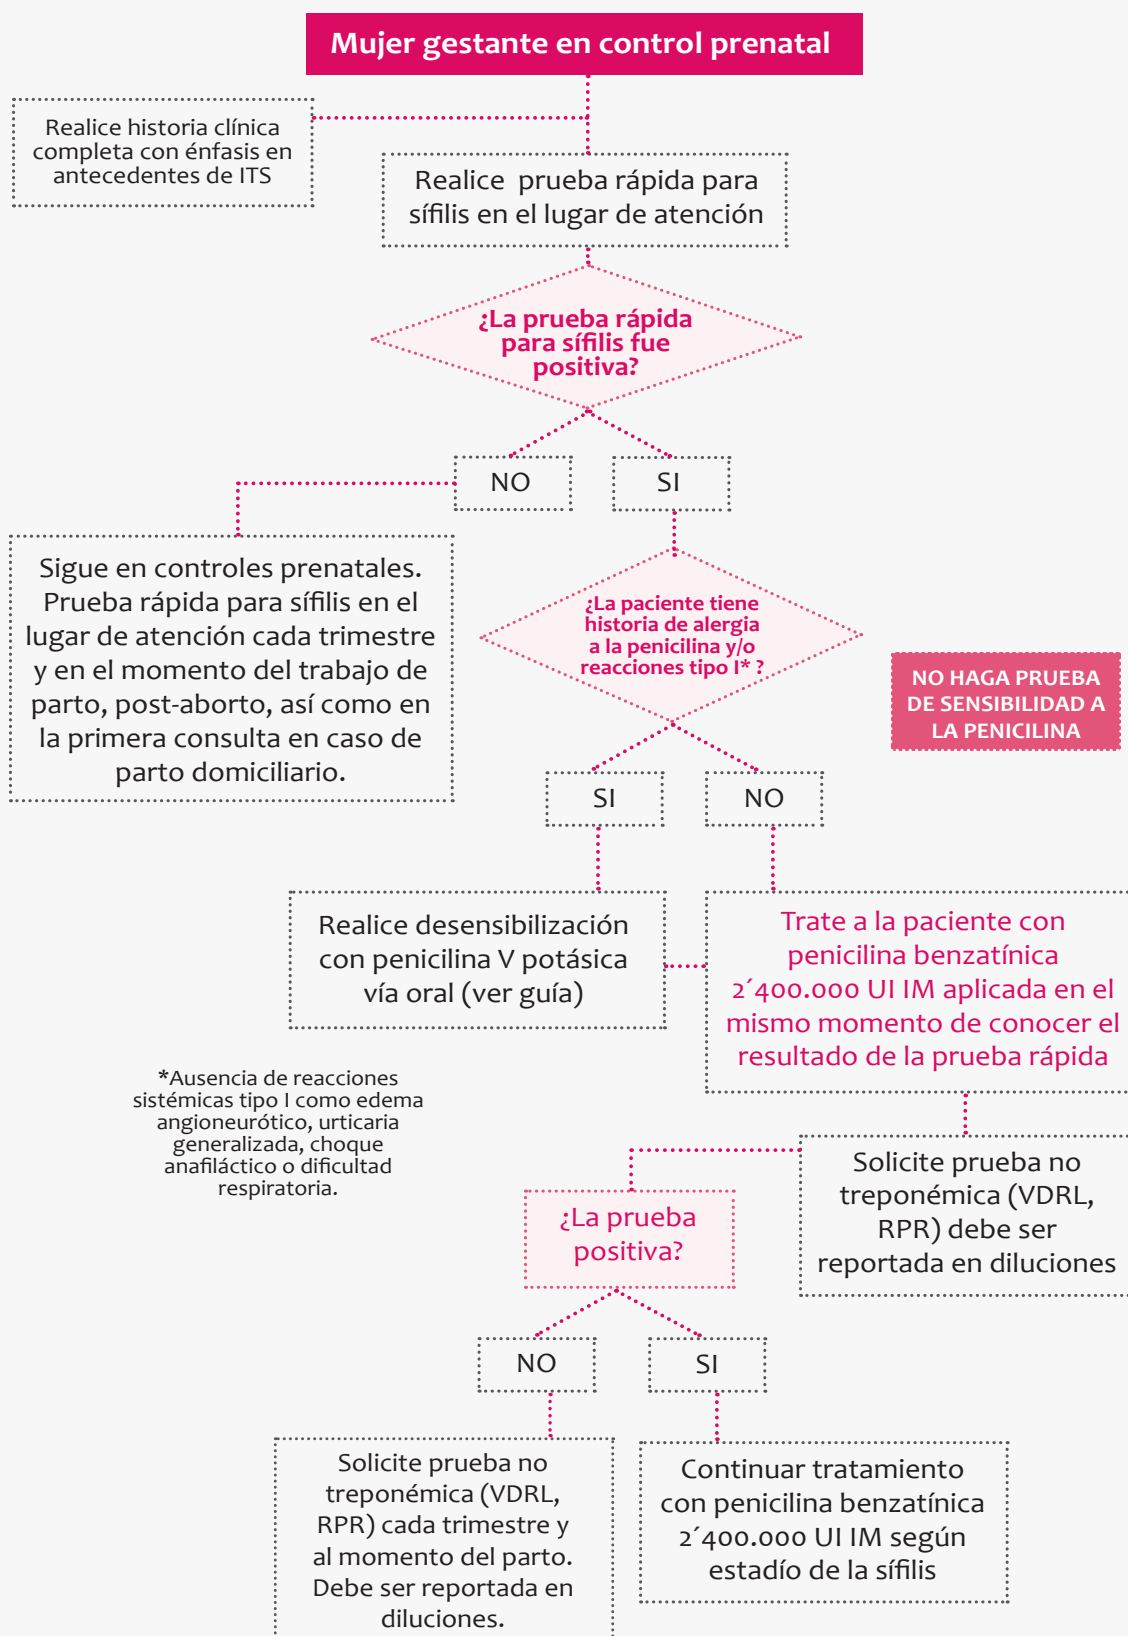 Mujer gestante en control prenatal
Realice historia clínica
completa con énfasis en
antecedentes de ITS
Realice prueba rápida para
sífilis en el lugar de atención
¿La prueba rápida
para sífilis fue
positiva?
NO
SI
Sigue en controles prenatales.
Prueba rápida para sífilis en el
lugar de atención cada trimestre
y en el momento del trabajo de
parto, post-aborto, así como en
la primera consulta en caso de
parto domiciliario.
¿La paciente tiene
historia de alergia
a la penicilina y/o
reacciones tipo I* ?
NO HAGA PRUEBA
DE SENSIBILIDAD A
LA PENICILINA
SI
NO
Realice desensibilización
con penicilina V potásica
vía oral (ver guía)
Trate a la paciente con
penicilina benzatínica
2´400.000 UI IM aplicada en el
mismo momento de conocer el
resultado de la prueba rápida
*Ausencia de reacciones
sistémicas tipo I como edema
angioneurótico, urticaria
generalizada, choque
anafiláctico o dificultad
respiratoria.
Solicite prueba no
treponémica (VDRL,
RPR) debe ser
reportada en diluciones
¿La prueba
positiva?
NO
SI
Solicite prueba no
treponémica (VDRL,
RPR) cada trimestre y
al momento del parto.
Debe ser reportada en
diluciones.
Continuar tratamiento
con penicilina benzatínica
2´400.000 UI IM según
estadío de la sífilis